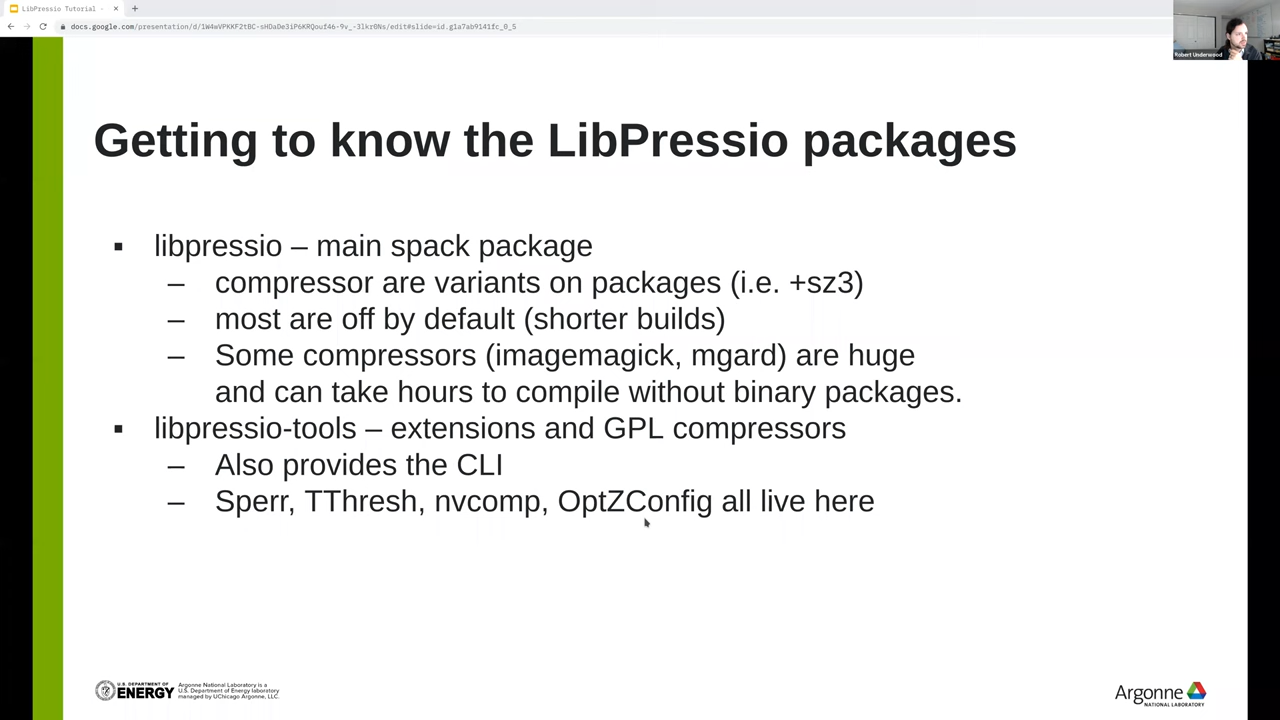 LibPressio Tutorial -
docs.google.com/presentation/d/1W4wVPKKF2tBC-sHDaDe3iP6KRQouf46-9v_-3lkr0Ns/edit#slide=id.g1a7ab9141fc_0_5
Robert Underwood
Getting to know the LibPressio packages
▪ libpressio – main spack package
– compressor are variants on packages (i.e. +sz3)
– most are off by default (shorter builds)
– Some compressors (imagemagick, mgard) are huge
and can take hours to compile without binary packages.
▪ libpressio-tools – extensions and GPL compressors
– Also provides the CLI
– Sperr, TThresh, nvcomp, OptZConfig all live here
U.S. DEPARTMENT OF
ENERGY
Argonne National Laboratory is a
U.S. Department of Energy laboratory
managed by UChicago Argonne, LLC.
Argonne
NATIONAL LABORATORY